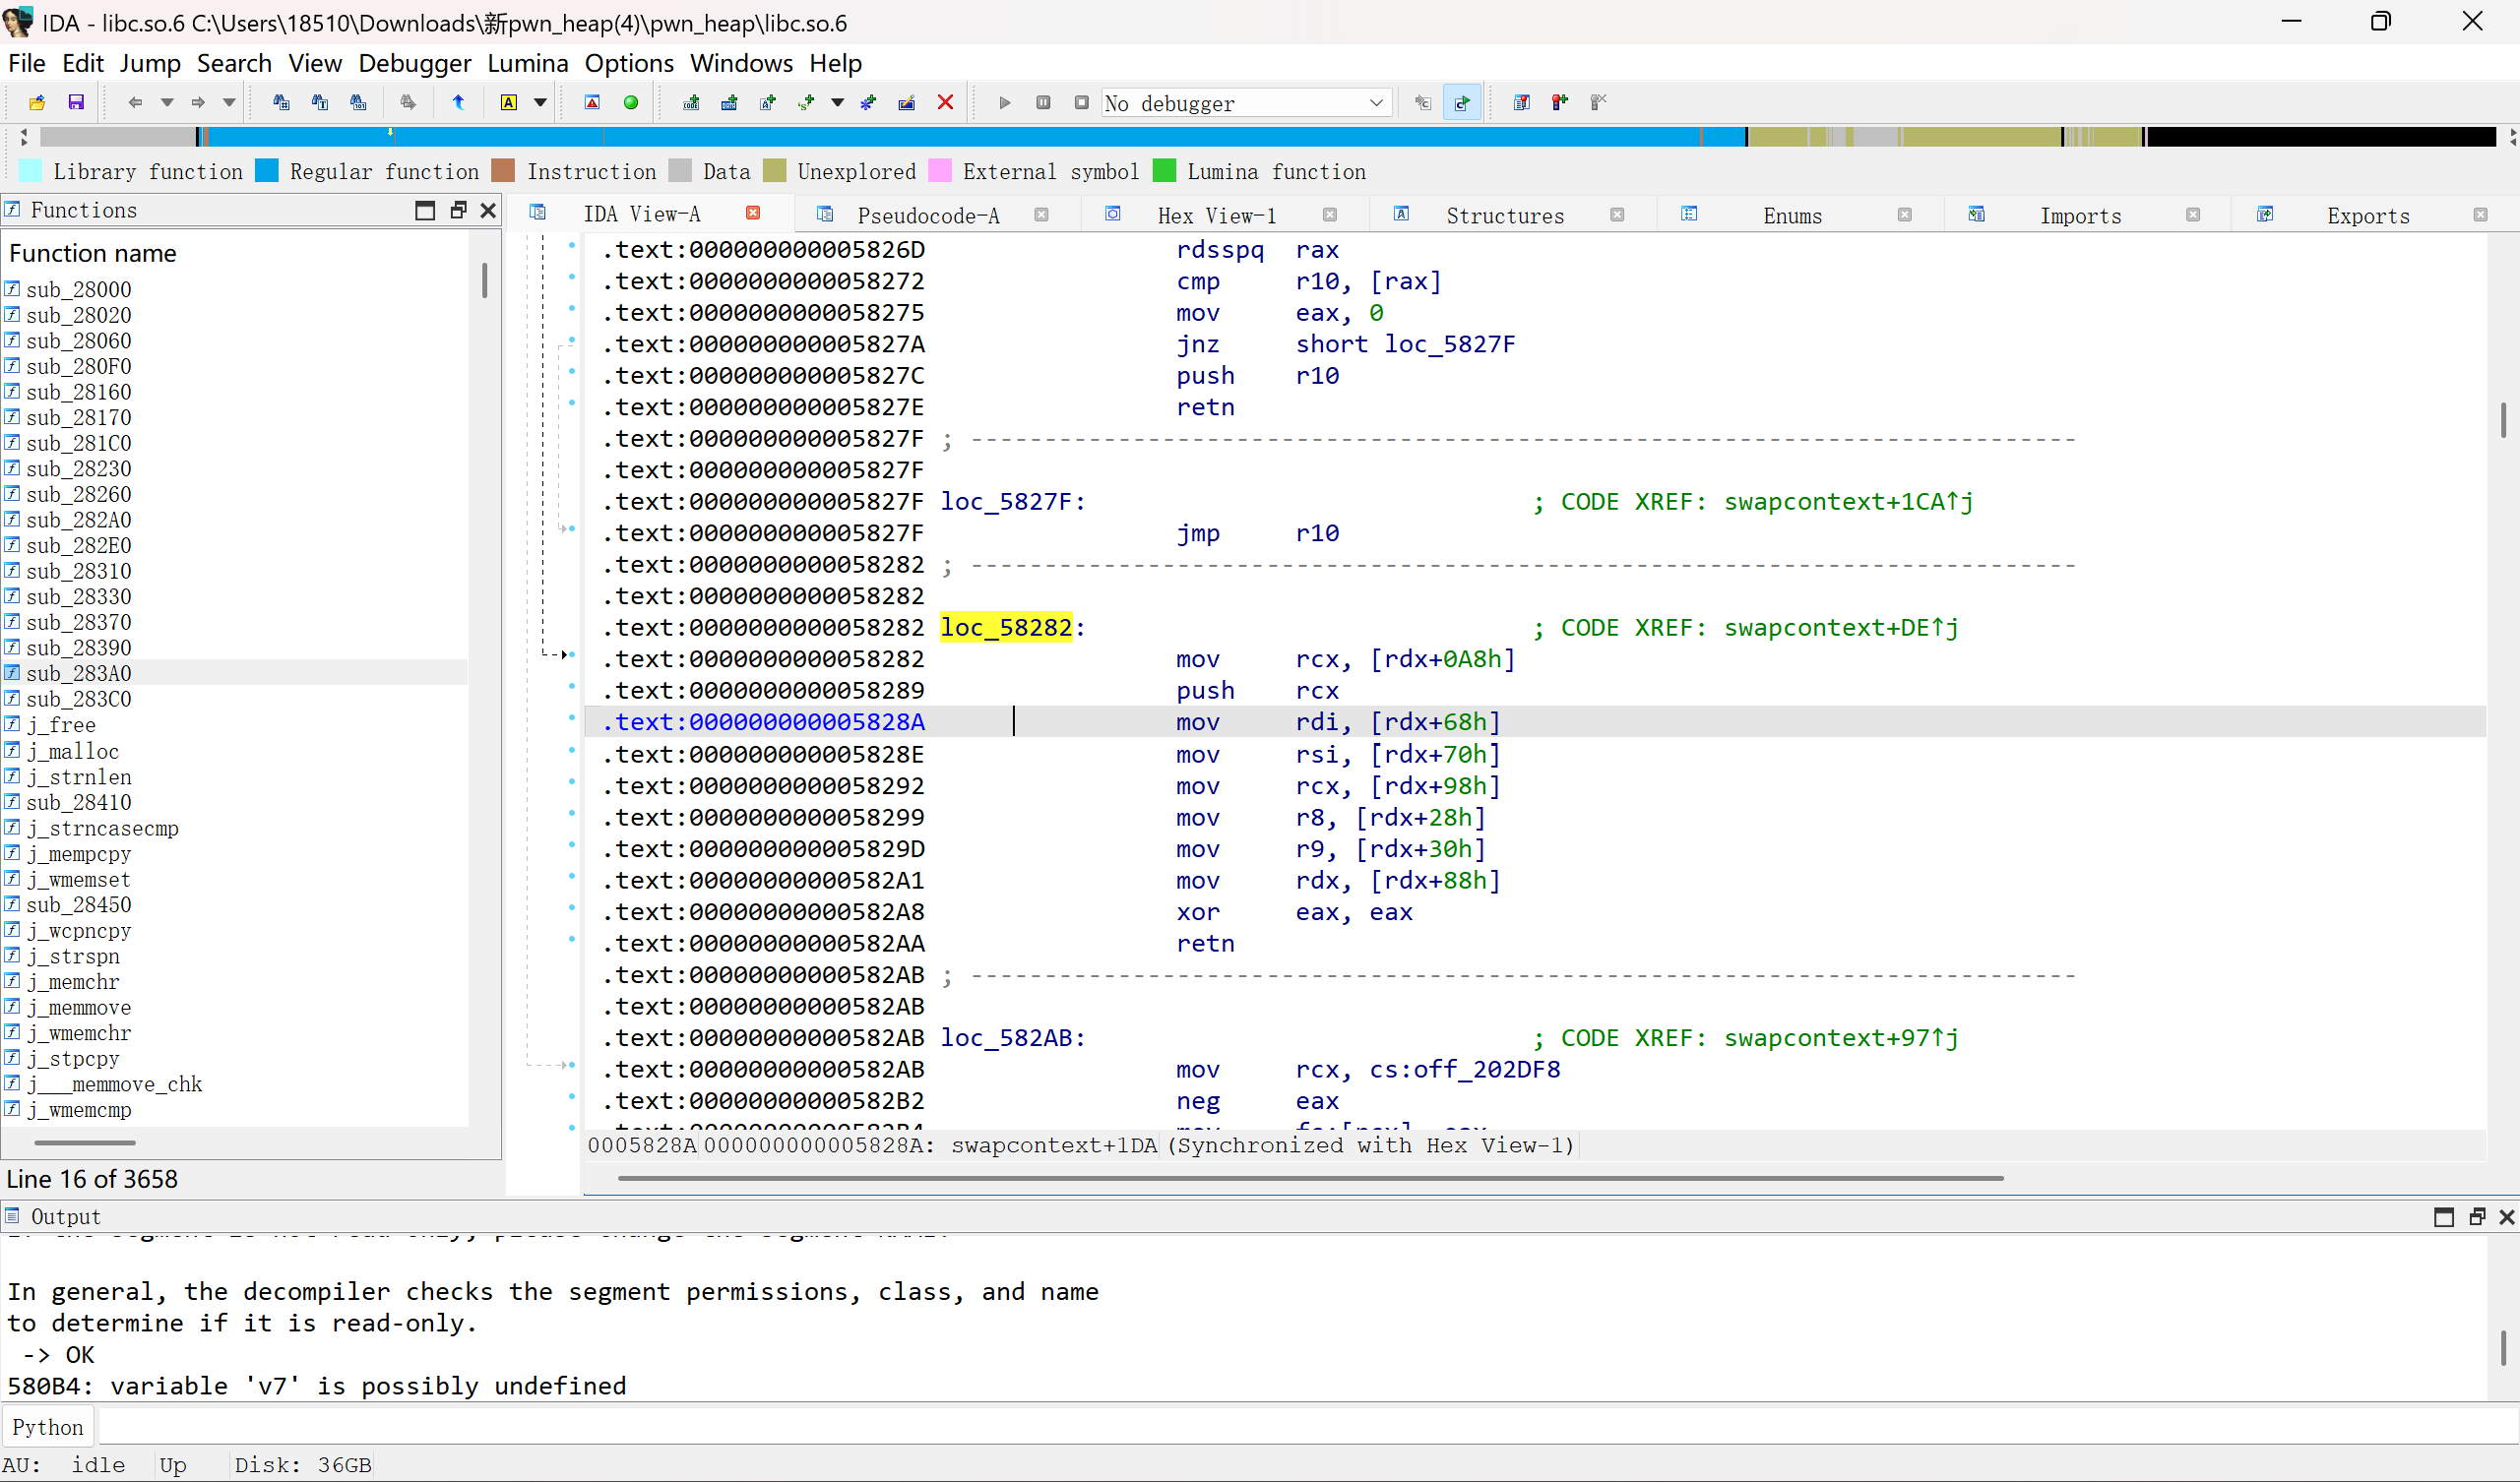 IDA - libc.so.6 C:\Users\18510\Downloads\新pwn_heap(4)\pwn_heap\libc.so.6
File Edit Jump Search View Debugger Lumina Options Windows Help
No debugger
Library function Regular function Instruction Data Unexplored External symbol Lumina function
Functions
IDA View-A Pseudocode-A Hex View-1 Structures Enums Imports Exports
Function name
sub_28000
sub_28020
sub_28060
sub_280F0
sub_28160
sub_28170
sub_281C0
sub_28230
sub_28260
sub_282A0
sub_282E0
sub_28310
sub_28330
sub_28370
sub_28390
sub_283A0
sub_283C0
j_free
j_malloc
j_strnlen
sub_28410
j_strncasecmp
j_mempcpy
j_wmemset
sub_28450
j_wcpncpy
j_strspn
j_memchr
j_memmove
j_wmemchr
j_stpcpy
j___memmove_chk
j_wmemcmp
Line 16 of 3658
.text:000000000005826D rdsspq rax
.text:0000000000058272 cmp r10, [rax]
.text:0000000000058275 mov eax, 0
.text:000000000005827A jnz short loc_5827F
.text:000000000005827C push r10
.text:000000000005827E retn
.text:000000000005827F ; ---------------------------------------------------------------------------
.text:000000000005827F
.text:000000000005827F loc_5827F: ; CODE XREF: swapcontext+1CA↑j
.text:000000000005827F jmp r10
.text:0000000000058282 ; ---------------------------------------------------------------------------
.text:0000000000058282
.text:0000000000058282 loc_58282: ; CODE XREF: swapcontext+DE↑j
.text:0000000000058282 mov rcx, [rdx+0A8h]
.text:0000000000058289 push rcx
.text:000000000005828A mov rdi, [rdx+68h]
.text:000000000005828E mov rsi, [rdx+70h]
.text:0000000000058292 mov rcx, [rdx+98h]
.text:0000000000058299 mov r8, [rdx+28h]
.text:000000000005829D mov r9, [rdx+30h]
.text:00000000000582A1 mov rdx, [rdx+88h]
.text:00000000000582A8 xor eax, eax
.text:00000000000582AA retn
.text:00000000000582AB ; ---------------------------------------------------------------------------
.text:00000000000582AB
.text:00000000000582AB loc_582AB: ; CODE XREF: swapcontext+97↑j
.text:00000000000582AB mov rcx, cs:off_202DF8
.text:00000000000582B2 neg eax
0005828A 000000000005828A: swapcontext+1DA (Synchronized with Hex View-1)
Output
In general, the decompiler checks the segment permissions, class, and name
to determine if it is read-only.
-> OK
580B4: variable 'v7' is possibly undefined
Python
AU: idle Up Disk: 36GB